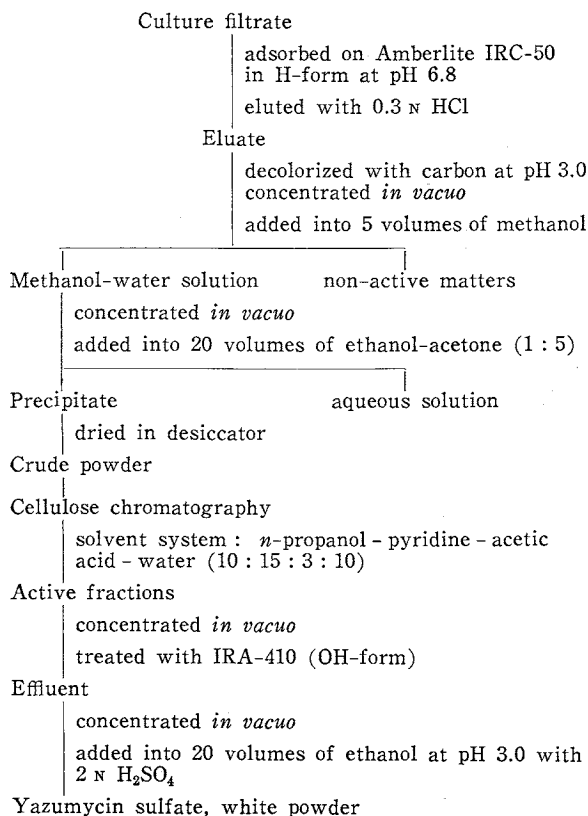 Culture filtrate
adsorbed on Amberlite IRC-50
in H-form at pH 6.8
eluted with 0.3 N HCl
Eluate
decolorized with carbon at pH 3.0
concentrated in vacuo
added into 5 volumes of methanol
Methanol-water solution non-active matters
concentrated in vacuo
added into 20 volumes of ethanol-acetone (1 : 5)
Precipitate aqueous solution
dried in desiccator
Crude powder
Cellulose chromatography
solvent system : n-propanol - pyridine - acetic
acid - water (10 : 15 : 3 : 10)
Active fractions
concentrated in vacuo
treated with IRA-410 (OH-form)
Effluent
concentrated in vacuo
added into 20 volumes of ethanol at pH 3.0 with
2 N H₂SO₄
Yazumycin sulfate, white powder